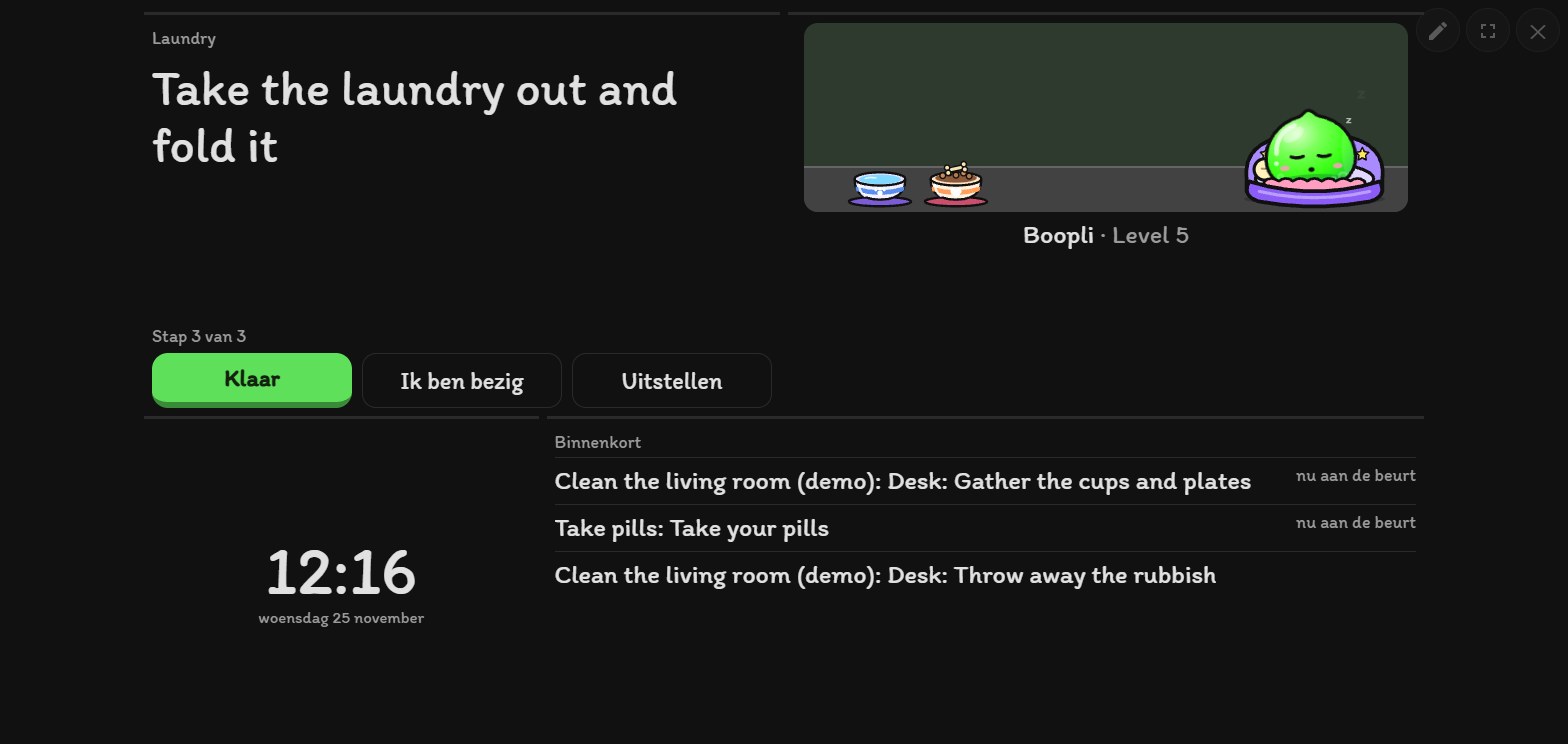 Laundry
Take the laundry out and
fold it
z
z
Boopli · Level 5
Stap 3 van 3
Klaar
Ik ben bezig
Uitstellen
Binnenkort
Clean the living room (demo): Desk: Gather the cups and plates
nu aan de beurt
Take pills: Take your pills
nu aan de beurt
Clean the living room (demo): Desk: Throw away the rubbish
12:16
woensdag 25 november